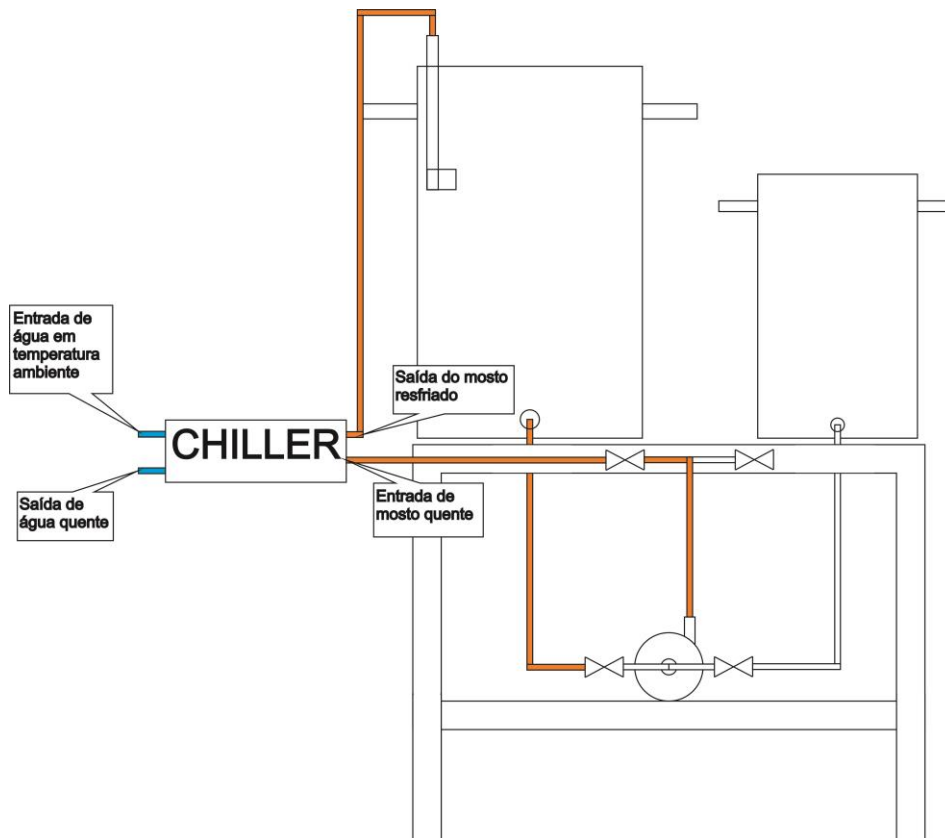 Entrada de
água em
temperatura
ambiente
Saída do mosto
resfriado
CHILLER
Saída de
água quente
Entrada de
mosto quente